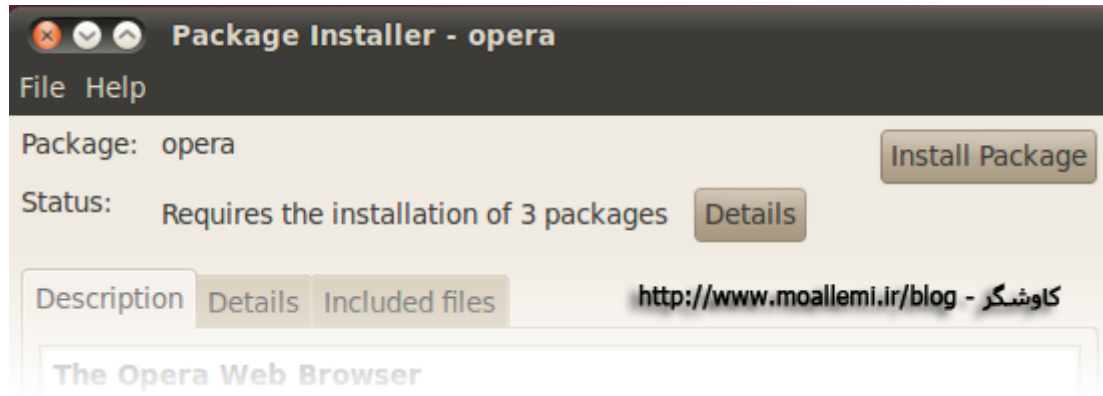 Package Installer - opera
File Help
Package: opera
Install Package
Status: Requires the installation of 3 packages Details
Description Details Included files
کاوشگر - http://www.moallemi.ir/blog
The Opera Web Browser